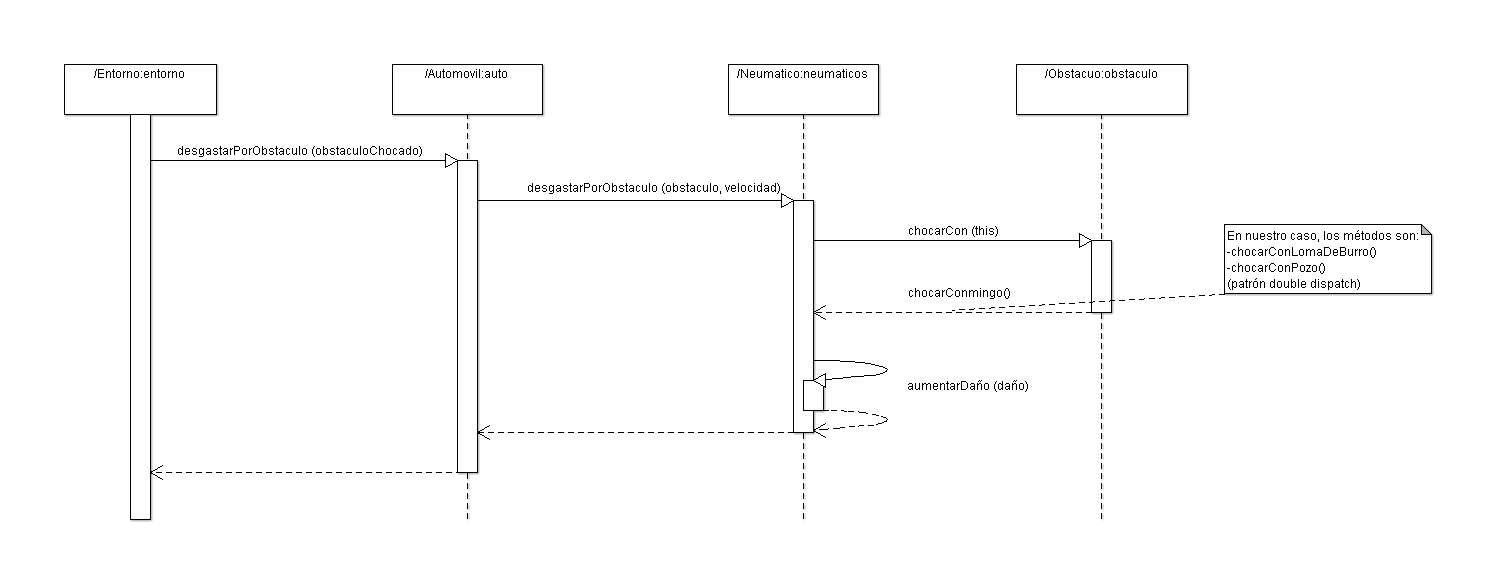 /Entorno:entorno
/Automovil:auto
/Neumatico:neumaticos
/Obstacuo:obstaculo
desgastarPorObstaculo (obstaculoChocado)
desgastarPorObstaculo (obstaculo, velocidad)
chocarCon (this)
En nuestro caso, los métodos son:
-chocarConLomaDeBurro()
-chocarConPozo()
(patrón double dispatch)
chocarConmingo()
aumentarDaño (daño)